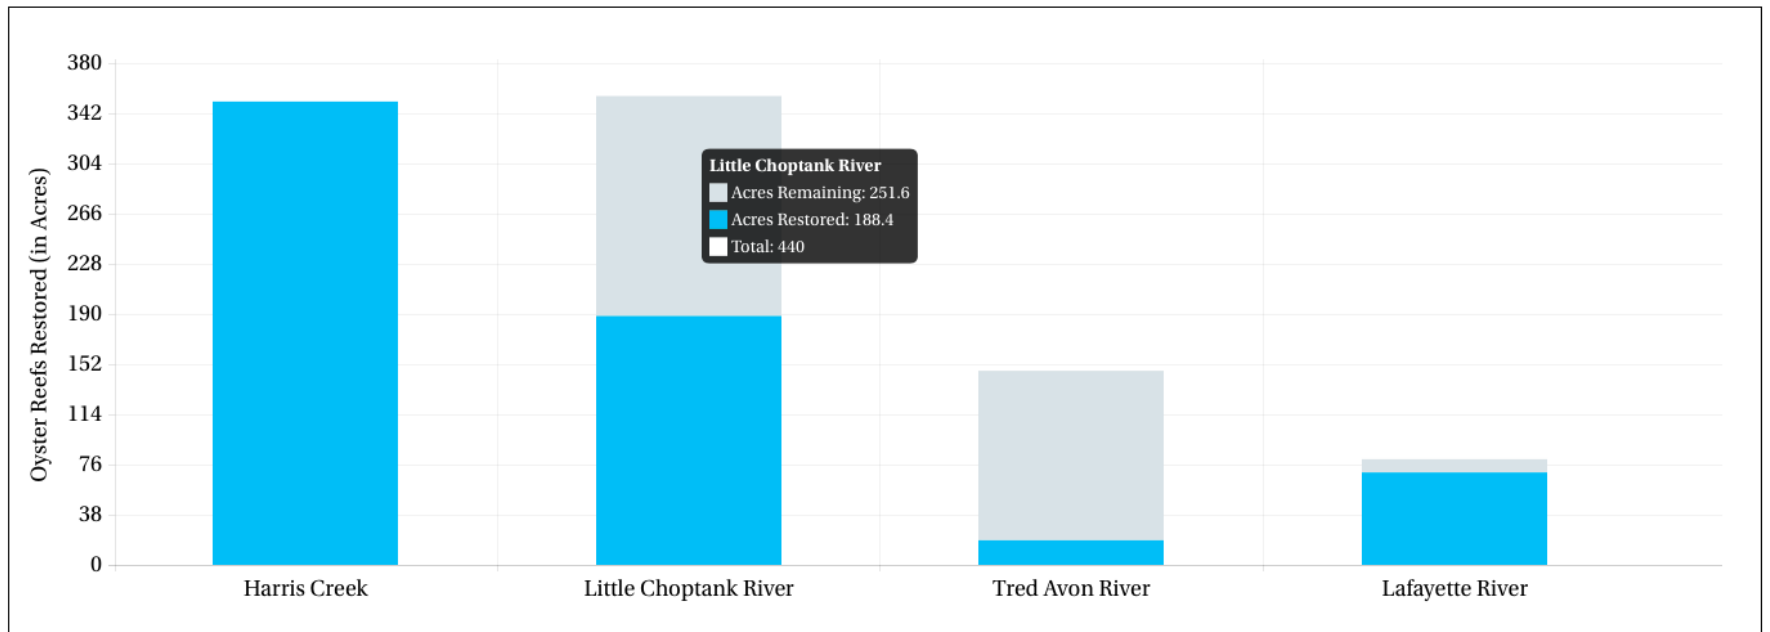 Oyster Reefs Restored (in Acres)
380
342
304
266
228
190
152
114
76
38
0
Little Choptank River
Acres Remaining: 251.6
Acres Restored: 188.4
Total: 440
Harris Creek
Little Choptank River
Tred Avon River
Lafayette River